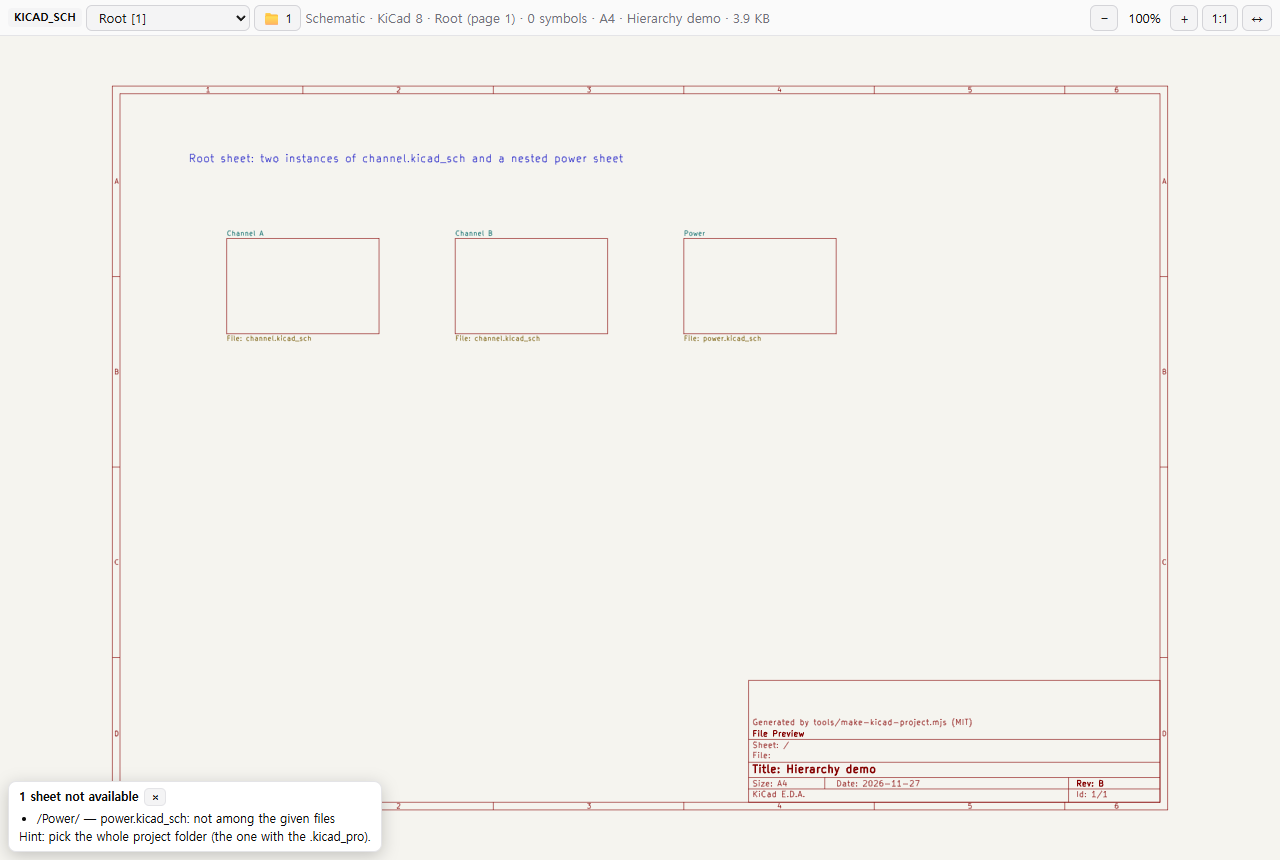 KICAD_SCH Root [1] 1 Schematic · KiCad 8 · Root (page 1) · 0 symbols · A4 · Hierarchy demo · 3.9 KB − 100% + 1:1 ↔
1 2 3 4 5 6
Root sheet: two instances of channel.kicad_sch and a nested power sheet
A A
Channel A Channel B Power
File: channel.kicad_sch File: channel.kicad_sch File: power.kicad_sch
B B
C C
Generated by tools/make-kicad-project.mjs (MIT)
File Preview
D D
Sheet: /
File:
Title: Hierarchy demo
Size: A4 Date: 2026-11-27 Rev: B
KiCad E.D.A. Id: 1/1
2 3 4 5 6
1 sheet not available ×
• /Power/ — power.kicad_sch: not among the given files
Hint: pick the whole project folder (the one with the .kicad_pro).